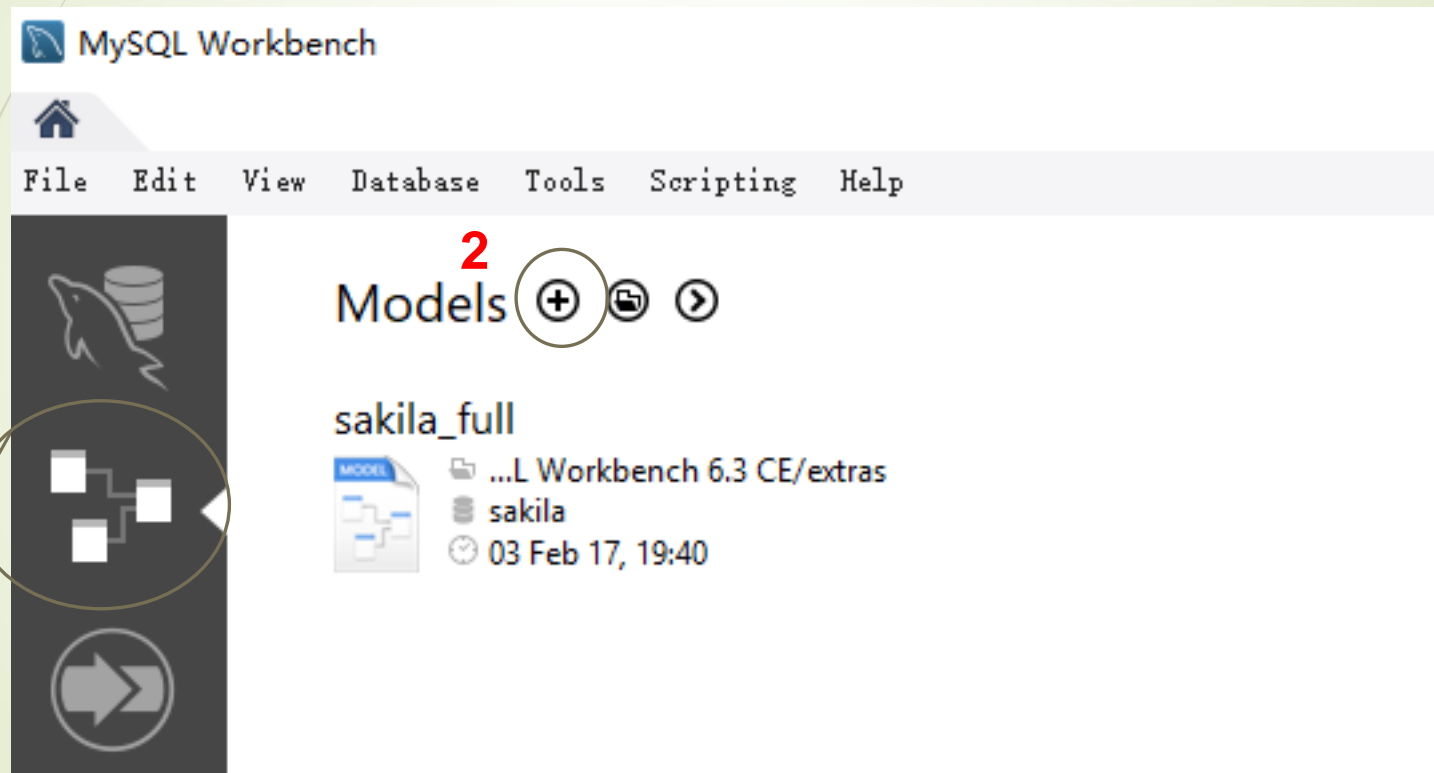 MySQL Workbench
File Edit View Database Tools Scripting Help
2
Models
sakila_full
MODEL
...L Workbench 6.3 CE/extras
sakila
03 Feb 17, 19:40